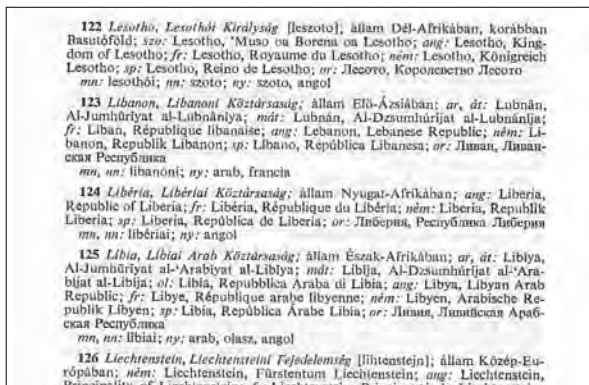 122 Lesotho, Lesothói Királyság [leszoto]; állam Dél-Afrikában, korábban
Basutóföld; szo: Lesotho, 'Muso oa Borena oa Lesotho; ang: Lesotho, King-
dom of Lesotho; fr: Lesotho, Royaume du Lesotho; ném: Lesotho, Königreich
Lesotho; sp: Lesotho, Reino de Lesotho; or: Лесото, Королевство Лесото
mn: lesothói; nn: szoto; ny: szoto, angol
123 Libanon, Libanoni Köztársaság; állam Elő-Ázsiában; ar, át: Lubnān,
Al-Jumhūrīyat al-Lubnānīya; mát: Lubnán, Al-Dzsumhúríjat al-Lubnáníja;
fr: Liban, République libanaise; ang: Lebanon, Lebanese Republic; ném: Li-
banon, Republik Libanon; sp: Líbano, República Libanesa; or: Ливан, Ливан-
ская Республика
mn, nn: libanoni; ny: arab, francia
124 Libéria, Libériai Köztársaság; állam Nyugat-Afrikában; ang: Liberia,
Republic of Liberia; fr: Libéria, République du Libéria; ném: Liberia, Republik
Liberia; sp: Liberia, República de Liberia; or: Либерия, Республика Либерия
mn, nn: libériai; ny: angol
125 Líbia, Líbiai Arab Köztársaság; állam Észak-Afrikában; ar, át: Lībiya,
Al-Jumhūrīyat al-'Arabīyat al-Lībīya; mát: Líbija, Al-Dzsumhúríjat al-'Ara-
bíjat al-Líbíja; ol: Libia, Repubblica Araba di Libia; ang: Libya, Libyan Arab
Republic; fr: Libye, République arabe libyenne; ném: Libyen, Arabische Re-
publik Libyen; sp: Libia, República Árabe Libia; or: Ливия, Ливийская Араб-
ская Республика
mn, nn: líbiai; ny: arab, olasz, angol
126 Liechtenstein, Liechtensteini Fejedelemség [lihtenstejn]; állam Közép-Eu-
rópában; ném: Liechtenstein, Fürstentum Liechtenstein; ang: Liechtenstein,